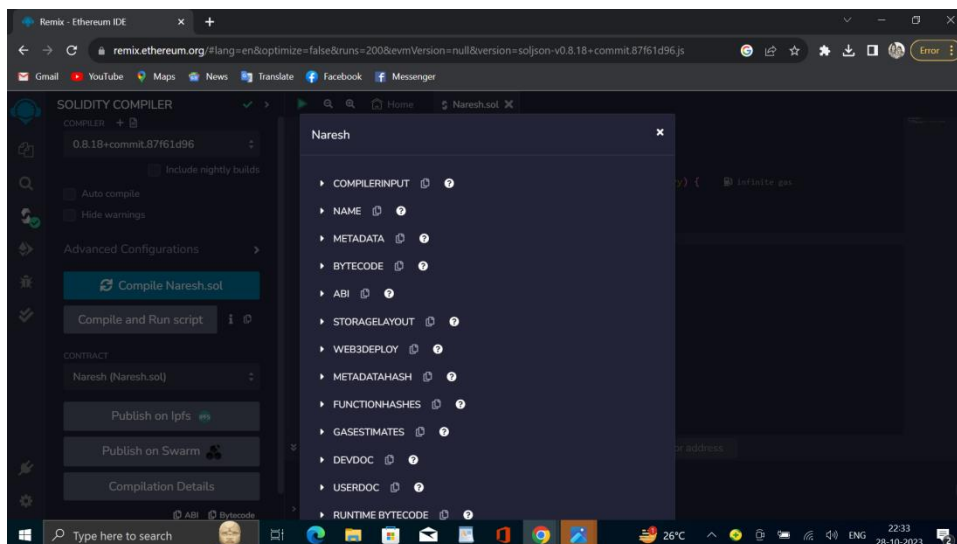 Remix - Ethereum IDE
remix.ethereum.org/#lang=en&optimize=false&runs=200&evmVersion=null&version=soljson-v0.8.18+commit.87f61d96.js
Error
Gmail YouTube Maps News Translate Facebook Messenger
SOLIDITY COMPILER
Home Naresh.sol
COMPILER
0.8.18+commit.87f61d96
Include nightly builds
Auto compile
Hide warnings
Advanced Configurations
Compile Naresh.sol
Compile and Run script
CONTRACT
Naresh (Naresh.sol)
Publish on Ipfs
Publish on Swarm
Compilation Details
ABI Bytecode
Naresh
COMPILERINPUT
NAME
METADATA
BYTECODE
ABI
STORAGELAYOUT
WEB3DEPLOY
METADATAHASH
FUNCTIONHASHES
GASESTIMATES
DEVDOC
USERDOC
RUNTIME BYTECODE
y) { infinite gas
or address
Type here to search
26°C
ENG
22:33
28-10-2023